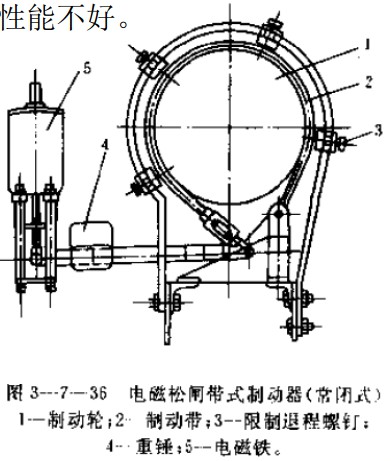 性能不好。
1
2
3
4
5
图 3—7—36 电磁松闸带式制动器(常闭式)
1—制动轮;2 制动带;3—限制退程螺钉;
4—重锤;5—电磁铁。